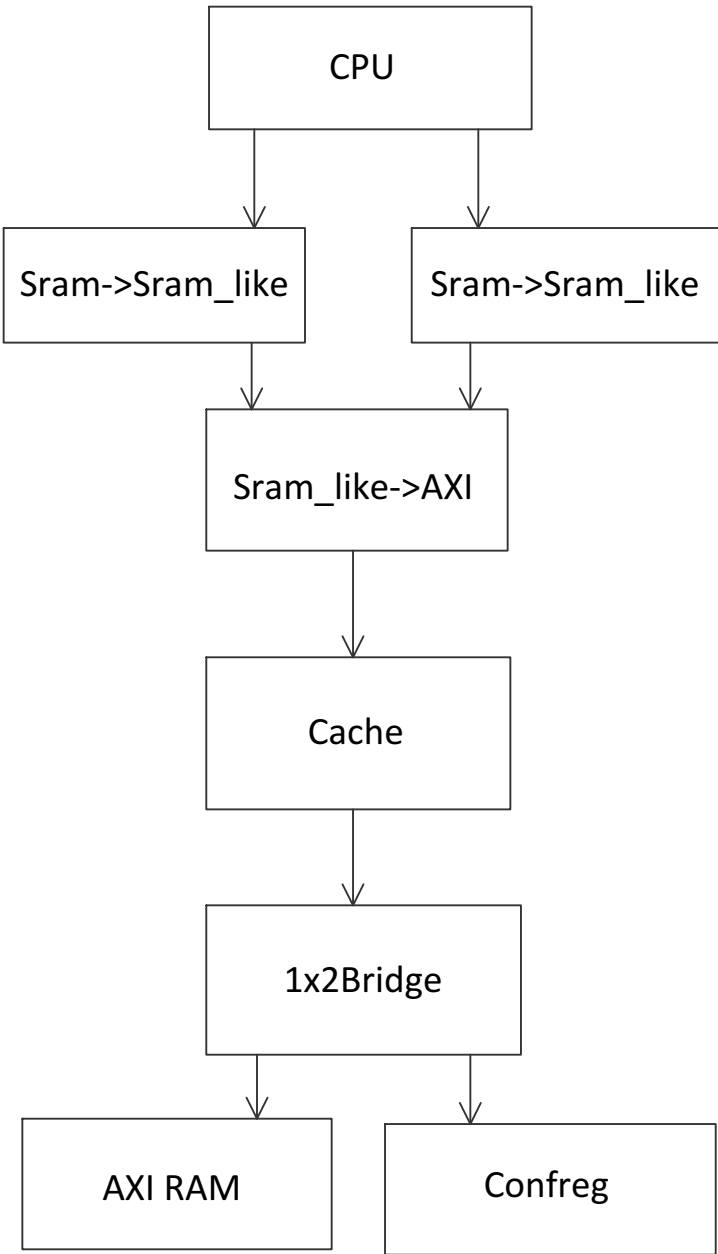 CPU
Sram->Sram_like
Sram->Sram_like
Sram_like->AXI
Cache
1x2Bridge
AXI RAM
Confreg